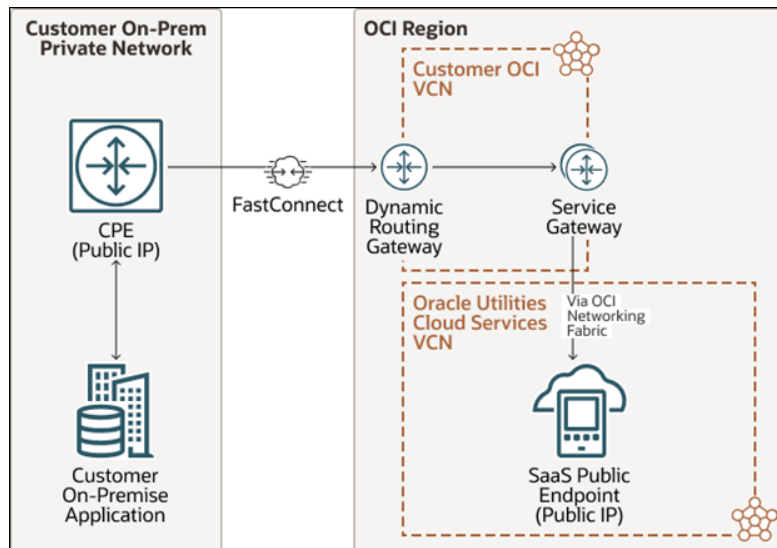 Customer On-Prem
Private Network
OCI Region
Customer OCI
VCN
CPE
(Public IP)
FastConnect
Dynamic
Routing
Gateway
Service
Gateway
Oracle Utilities
Cloud Services
VCN
Via OCI
Networking
Fabric
Customer
On-Premise
Application
SaaS Public
Endpoint
(Public IP)